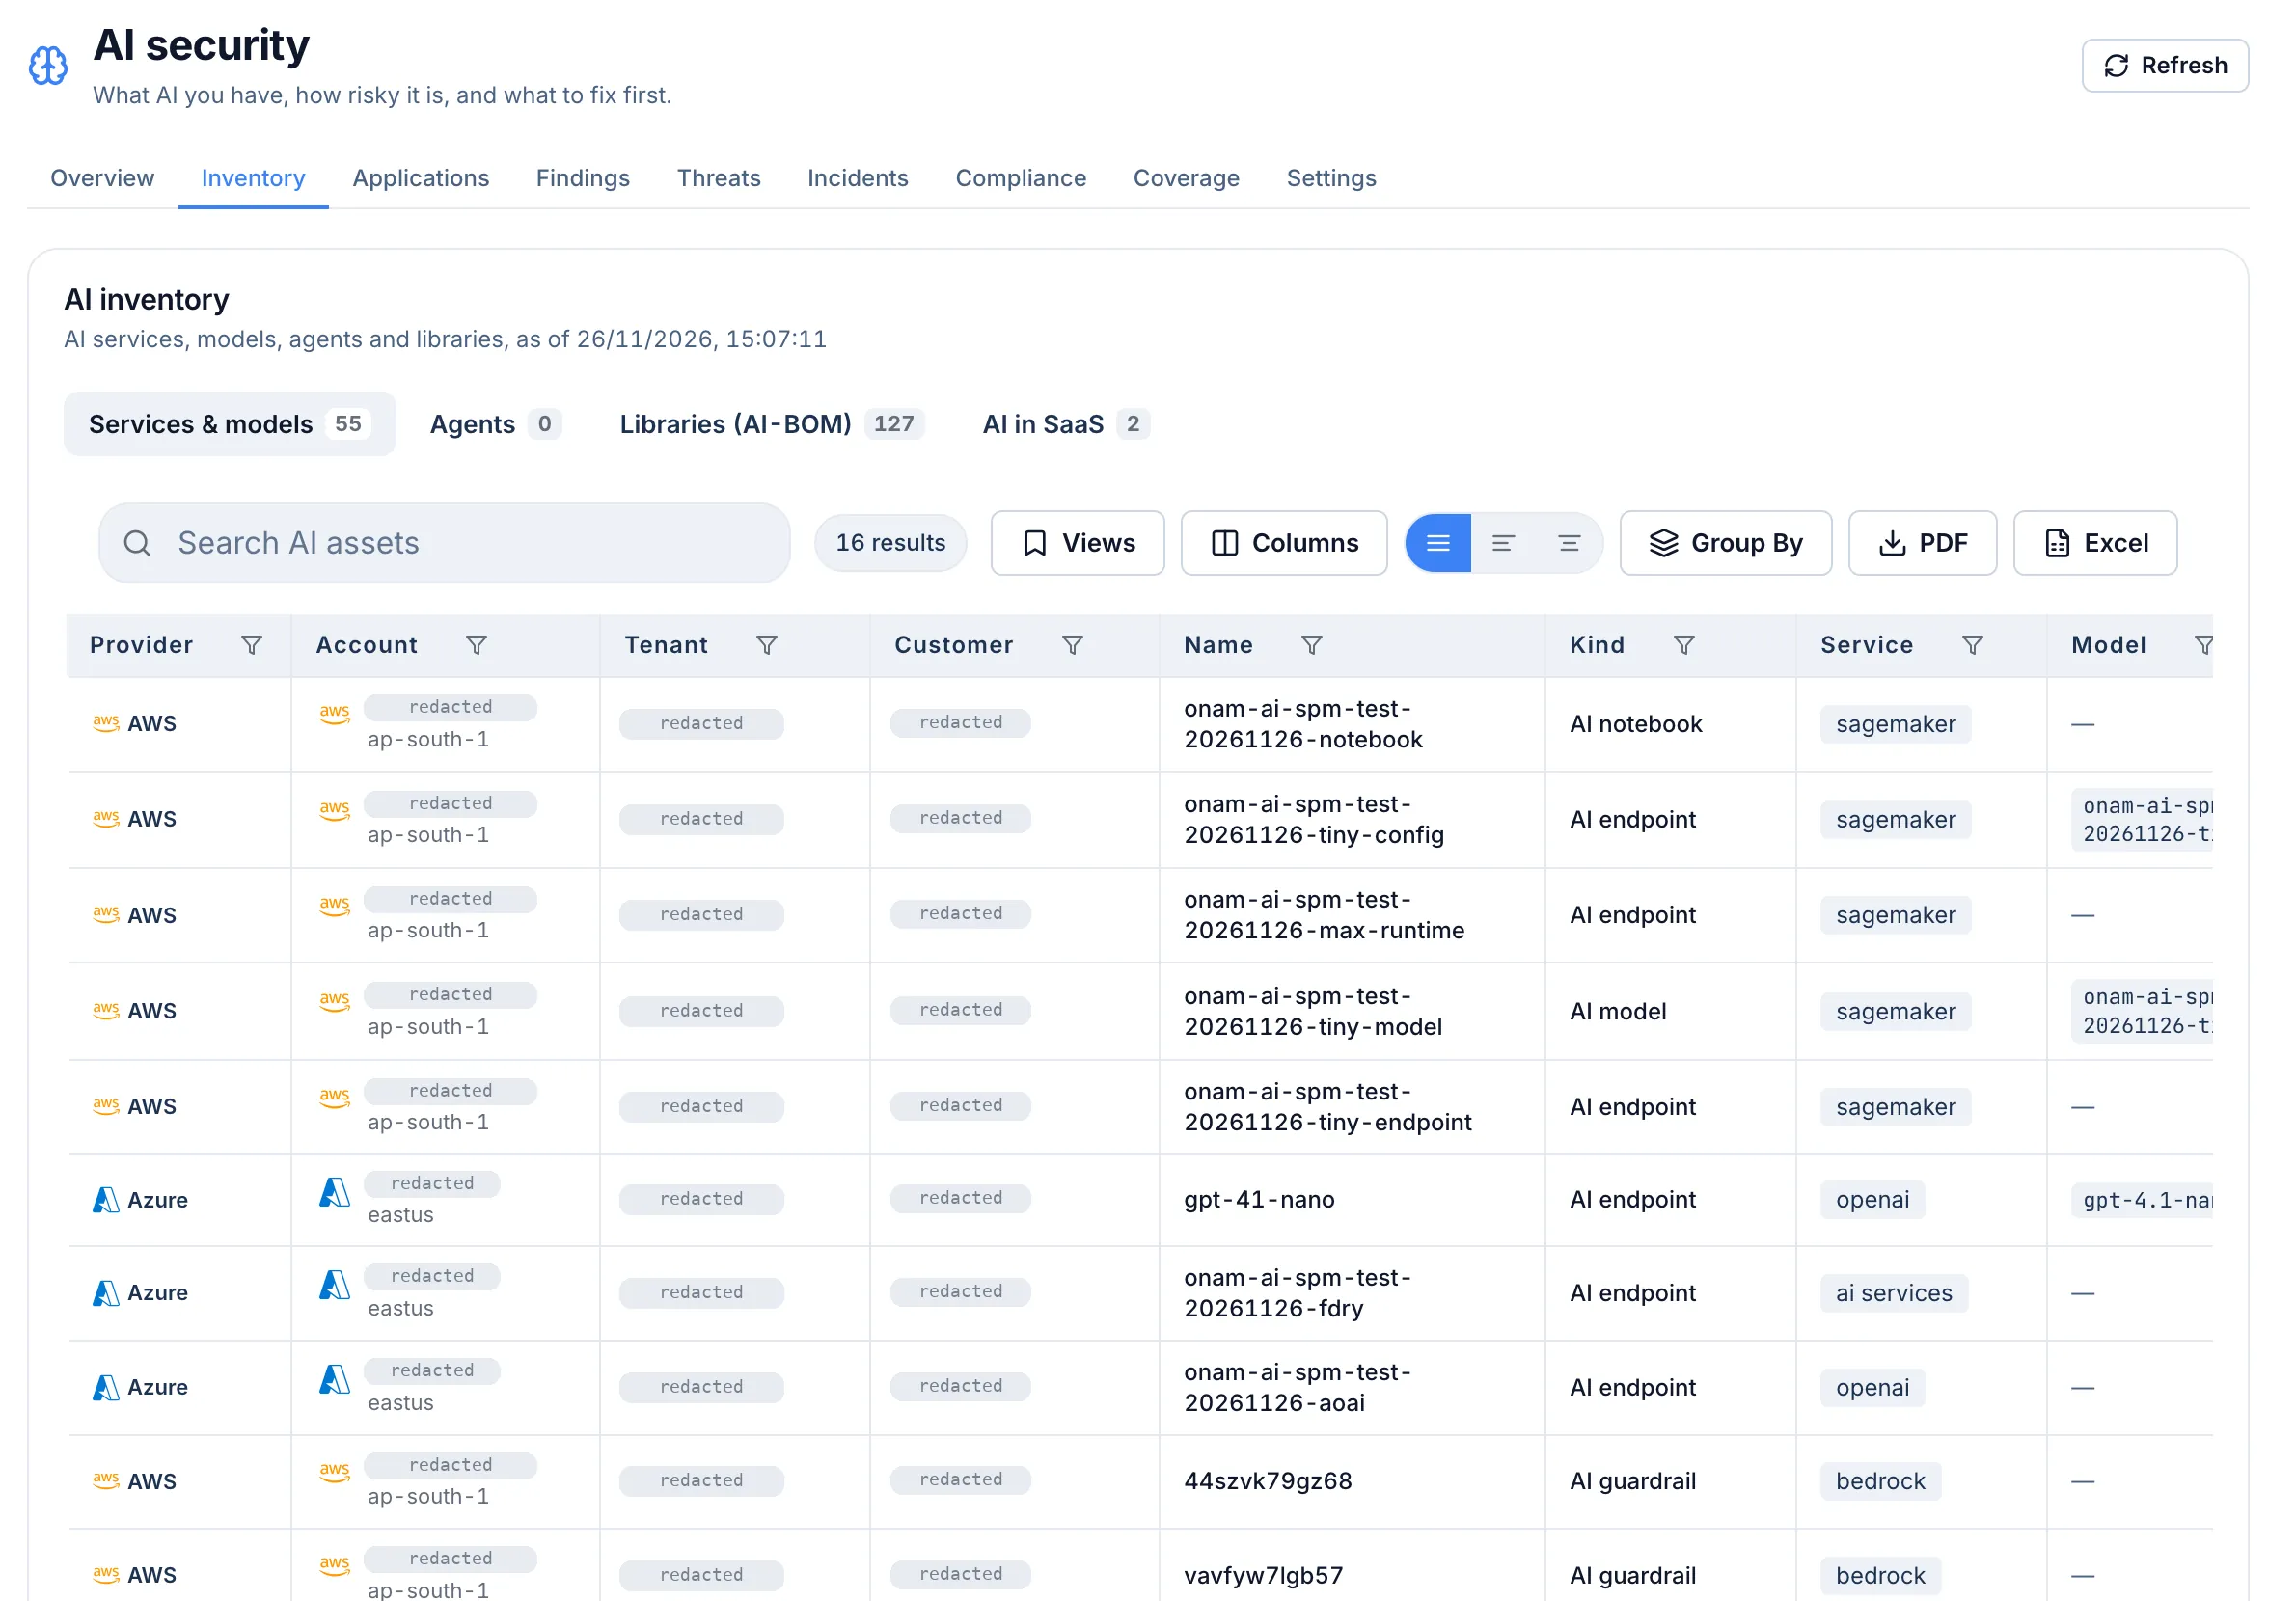 AI security
What AI you have, how risky it is, and what to fix first.
Refresh
Overview Inventory Applications Findings Threats Incidents Compliance Coverage Settings
AI inventory
AI services, models, agents and libraries, as of 26/11/2026, 15:07:11
Services & models 55 Agents 0 Libraries (AI-BOM) 127 AI in SaaS 2
Search AI assets 16 results Views Columns Group By PDF Excel
Provider Account Tenant Customer Name Kind Service Model
aws AWS aws redacted ap-south-1 redacted redacted onam-ai-spm-test-20261126-notebook AI notebook sagemaker —
aws AWS aws redacted ap-south-1 redacted redacted onam-ai-spm-test-20261126-tiny-config AI endpoint sagemaker
aws AWS aws redacted ap-south-1 redacted redacted onam-ai-spm-test-20261126-max-runtime AI endpoint sagemaker —
aws AWS aws redacted ap-south-1 redacted redacted onam-ai-spm-test-20261126-tiny-model AI model sagemaker
aws AWS aws redacted ap-south-1 redacted redacted onam-ai-spm-test-20261126-tiny-endpoint AI endpoint sagemaker —
Azure redacted eastus redacted redacted gpt-41-nano AI endpoint openai
Azure redacted eastus redacted redacted onam-ai-spm-test-20261126-fdry AI endpoint ai services —
Azure redacted eastus redacted redacted onam-ai-spm-test-20261126-aoai AI endpoint openai —
aws AWS aws redacted ap-south-1 redacted redacted 44szvk79gz68 AI guardrail bedrock —
aws AWS aws redacted ap-south-1 redacted redacted vavfyw7lgb57 AI guardrail bedrock —